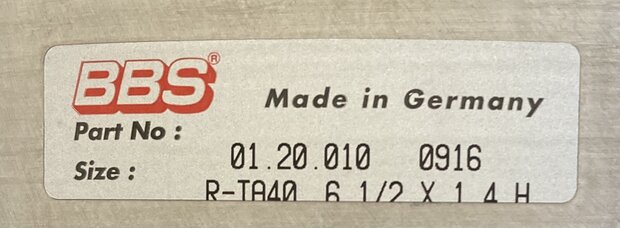 BBS®
Made in Germany
Part No :
01.20.010 0916
Size :
R-TA40 6 1/2 X 1 4 H